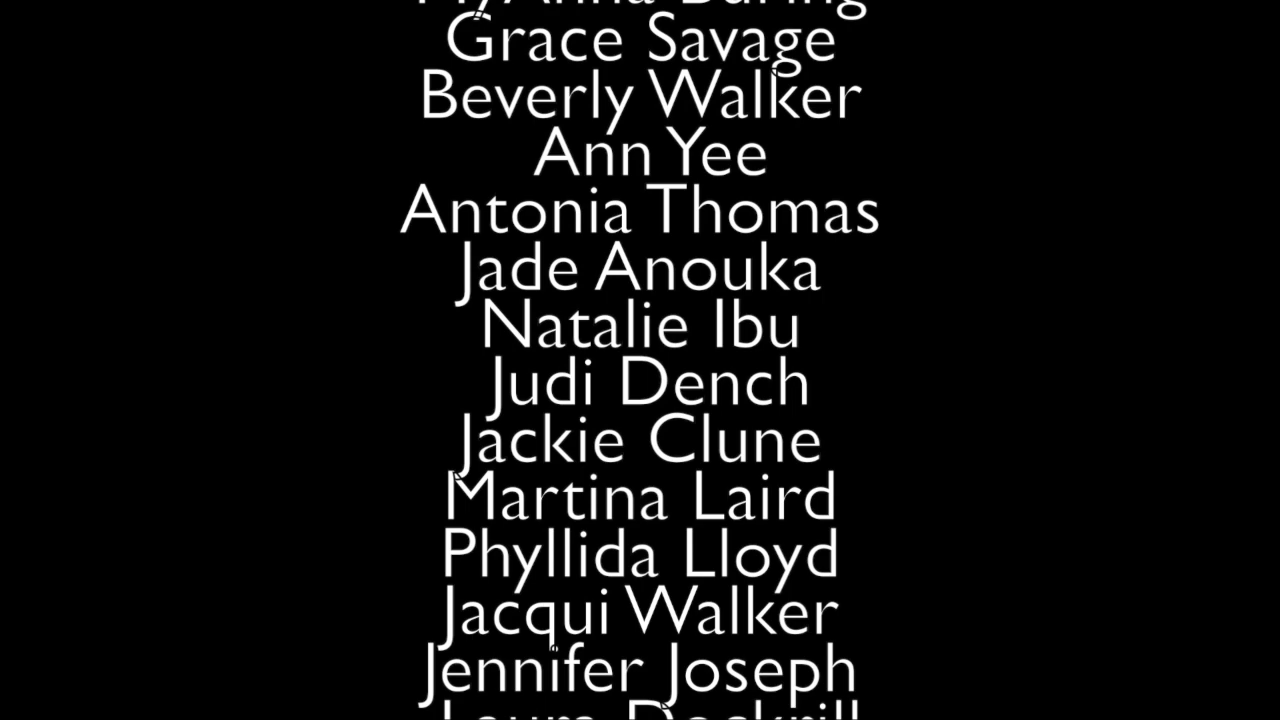 Grace Savage
Beverly Walker
Ann Yee
Antonia Thomas
Jade Anouka
Natalie Ibu
Judi Dench
Jackie Clune
Martina Laird
Phyllida Lloyd
Jacqui Walker
Jennifer Joseph